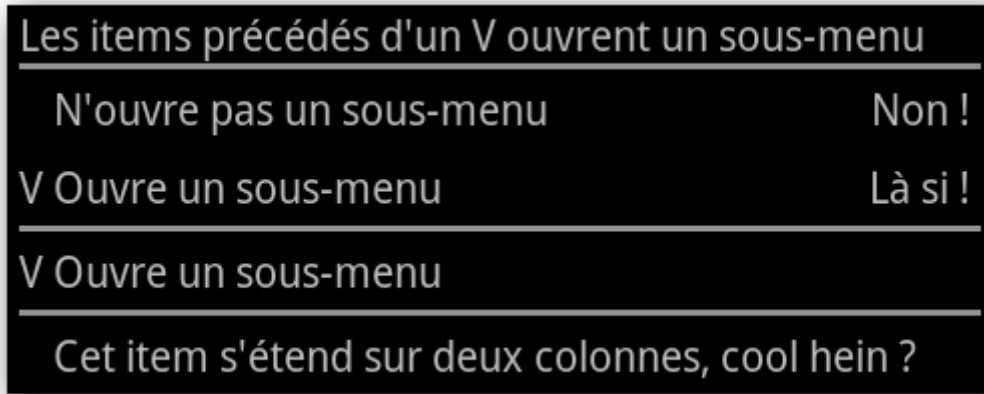 Les items précédés d'un V ouvrent un sous-menu
N'ouvre pas un sous-menu Non !
V Ouvre un sous-menu Là si !
V Ouvre un sous-menu
Cet item s'étend sur deux colonnes, cool hein ?